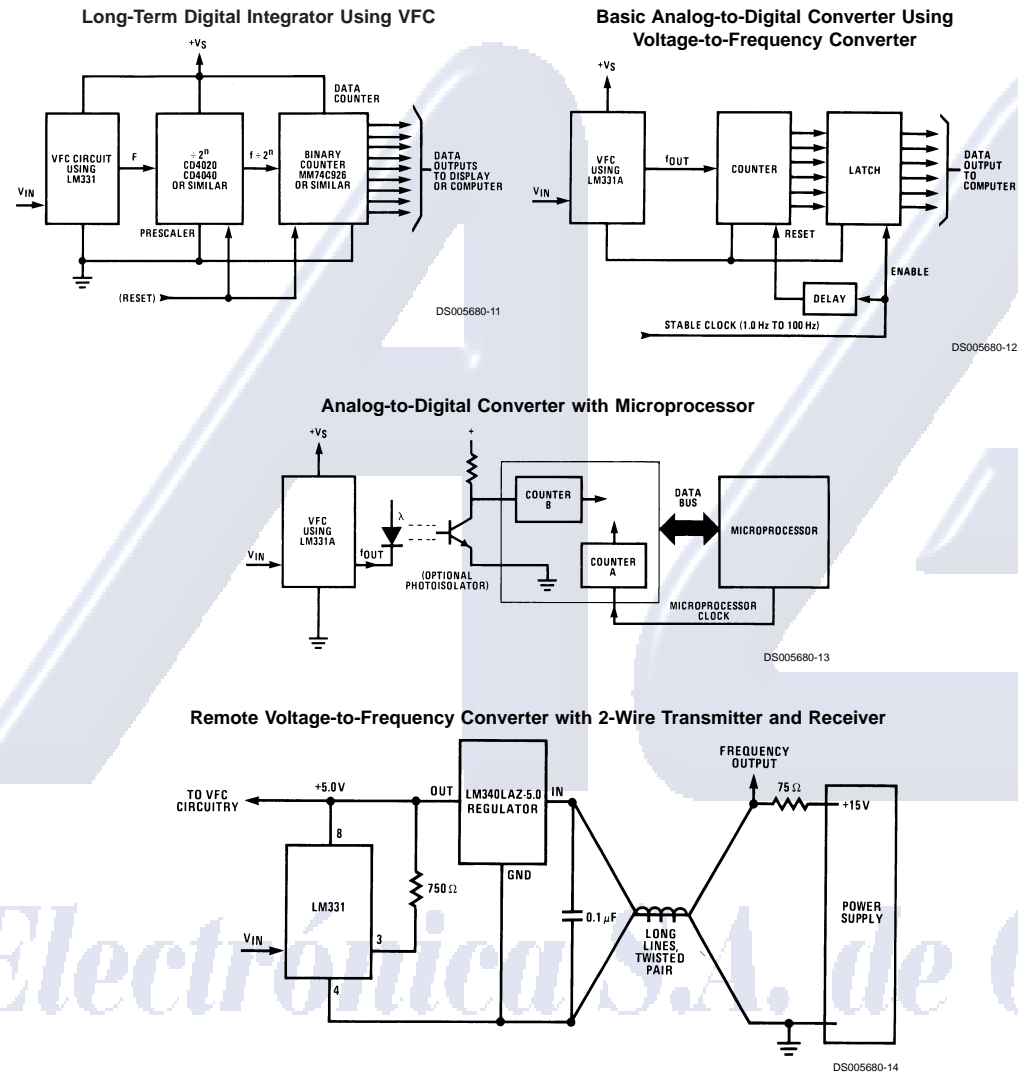 Long-Term Digital Integrator Using VFC
+VS
DATA
COUNTER
VFC CIRCUIT
USING
LM331
F
÷ 2ⁿ
CD4020
CD4040
OR SIMILAR
f ÷ 2ⁿ
BINARY
COUNTER
MM74C926
OR SIMILAR
DATA
OUTPUTS
TO DISPLAY
OR COMPUTER
VIN
PRESCALER
(RESET)
DS005680-11
Basic Analog-to-Digital Converter Using
Voltage-to-Frequency Converter
+VS
VFC
USING
LM331A
fOUT
COUNTER
LATCH
DATA
OUTPUT
TO
COMPUTER
VIN
RESET
ENABLE
DELAY
STABLE CLOCK (1.0 Hz TO 100 Hz)
DS005680-12
Analog-to-Digital Converter with Microprocessor
+VS
+
VFC
USING
LM331A
VIN
fOUT
λ
(OPTIONAL
PHOTOISOLATOR)
COUNTER
B
COUNTER
A
DATA
BUS
MICROPROCESSOR
MICROPROCESSOR
CLOCK
DS005680-13
Remote Voltage-to-Frequency Converter with 2-Wire Transmitter and Receiver
TO VFC
CIRCUITRY
+5.0V
OUT
LM340LAZ-5.0
REGULATOR
IN
GND
8
LM331
750Ω
VIN
3
4
0.1 μF
LONG
LINES,
TWISTED
PAIR
FREQUENCY
OUTPUT
75Ω
+15V
POWER
SUPPLY
DS005680-14
Electrónica S.A. de